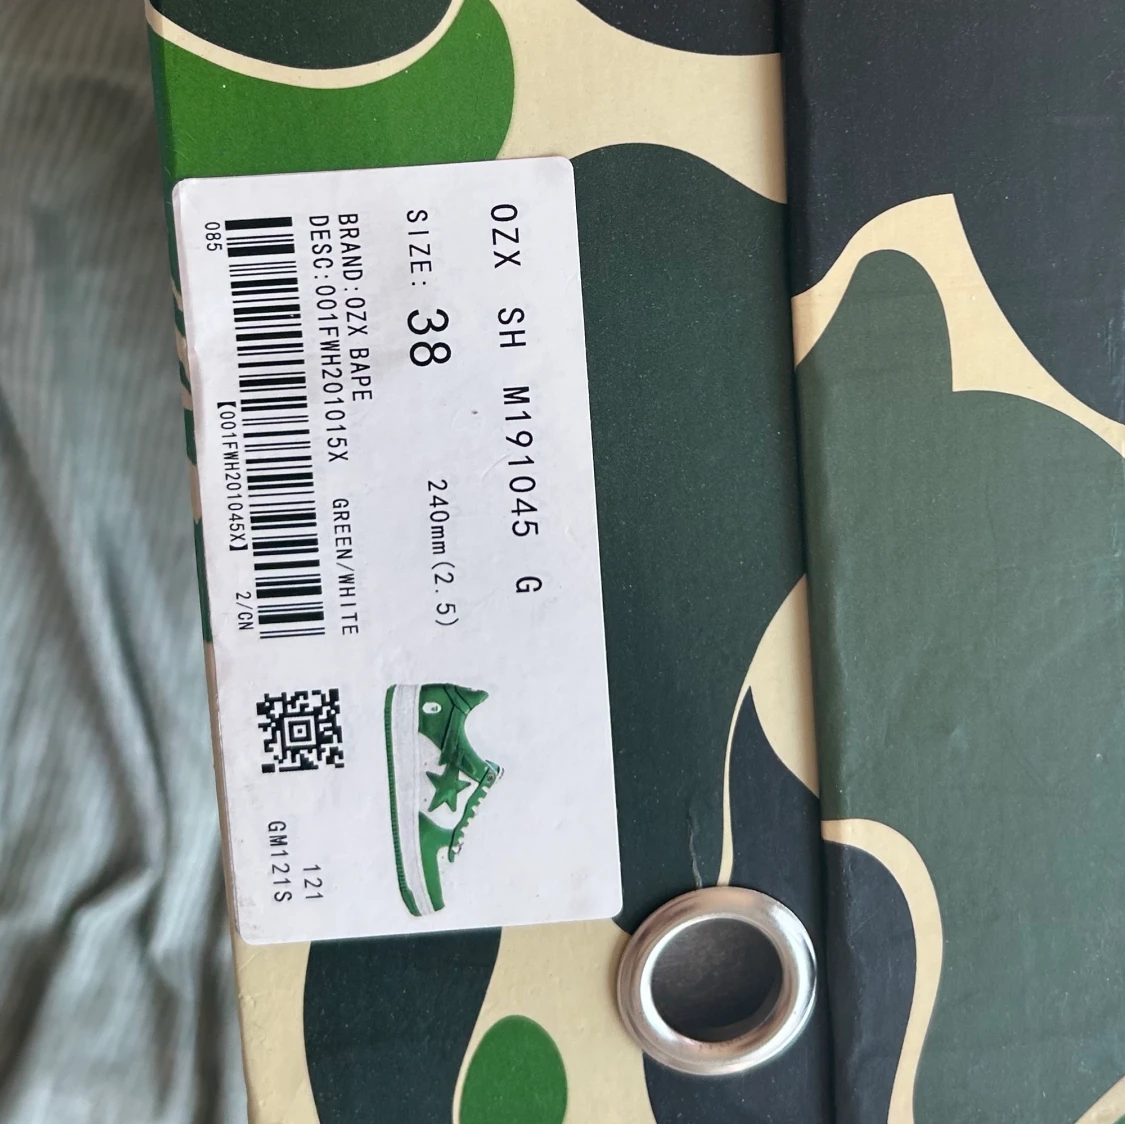 OZX SH M191045 G
SIZE: 38 240mm(2.5)
BRAND:OZX BAPE
DESC:001FWH201015X GREEN/WHITE
085 【001FWH201045X】 2/CN
121
GM121S